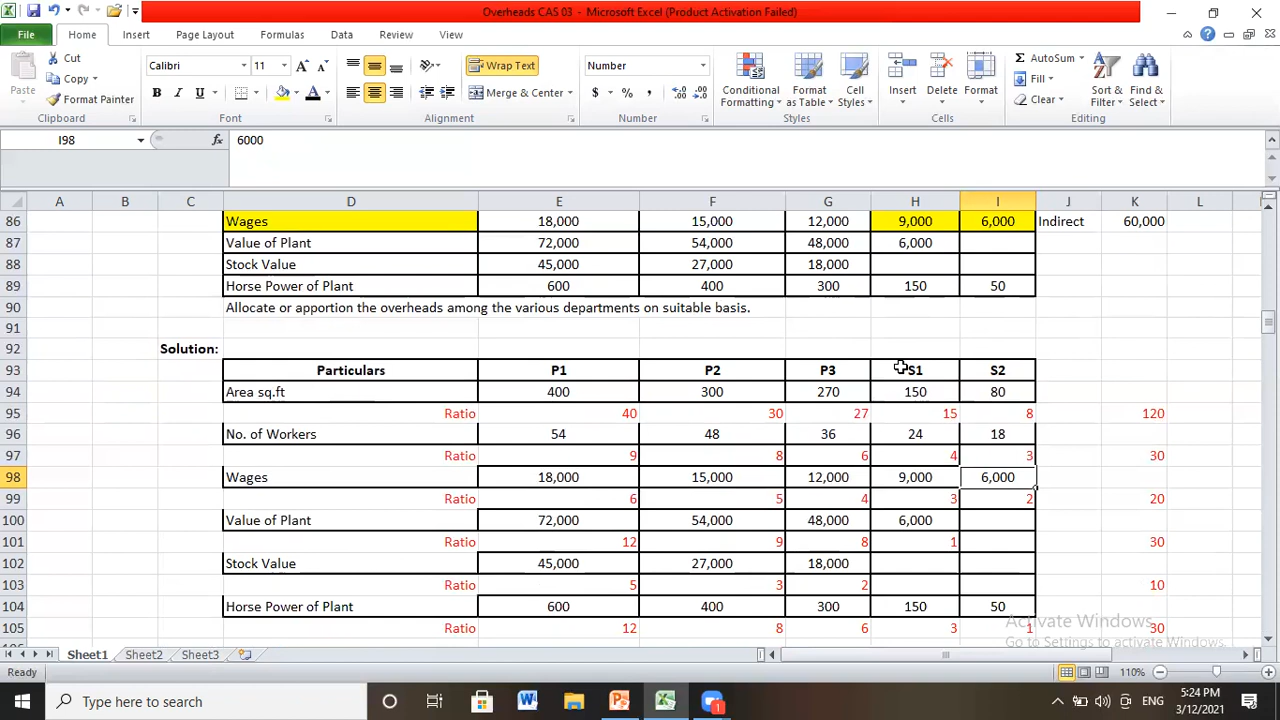 Overheads CAS 03 - Microsoft Excel (Product Activation Failed)
File Home Insert Page Layout Formulas Data Review View
Cut
Copy
Format Painter
Paste
Clipboard
Calibri 11
Font
Wrap Text
Merge & Center
Alignment
Number
Number
Conditional Formatting
Format as Table
Cell Styles
Styles
Insert Delete Format
Cells
AutoSum
Fill
Clear
Sort & Filter
Find & Select
Editing
I98 fx 6000
A B C D E F G H I J K L
86 Wages 18,000 15,000 12,000 9,000 6,000 Indirect 60,000
87 Value of Plant 72,000 54,000 48,000 6,000
88 Stock Value 45,000 27,000 18,000
89 Horse Power of Plant 600 400 300 150 50
90 Allocate or apportion the overheads among the various departments on suitable basis.
91
92 Solution:
93 Particulars P1 P2 P3 S1 S2
94 Area sq.ft 400 300 270 150 80
95 Ratio 40 30 27 15 8 120
96 No. of Workers 54 48 36 24 18
97 Ratio 9 8 6 4 3 30
98 Wages 18,000 15,000 12,000 9,000 6,000
99 Ratio 6 5 4 3 2 20
100 Value of Plant 72,000 54,000 48,000 6,000
101 Ratio 12 9 8 1 30
102 Stock Value 45,000 27,000 18,000
103 Ratio 5 3 2 10
104 Horse Power of Plant 600 400 300 150 50
105 Ratio 12 8 6 3 1 30
Activate Windows
Go to Settings to activate Windows.
Sheet1 Sheet2 Sheet3
Ready 110%
Type here to search
ENG
5:24 PM
3/12/2021